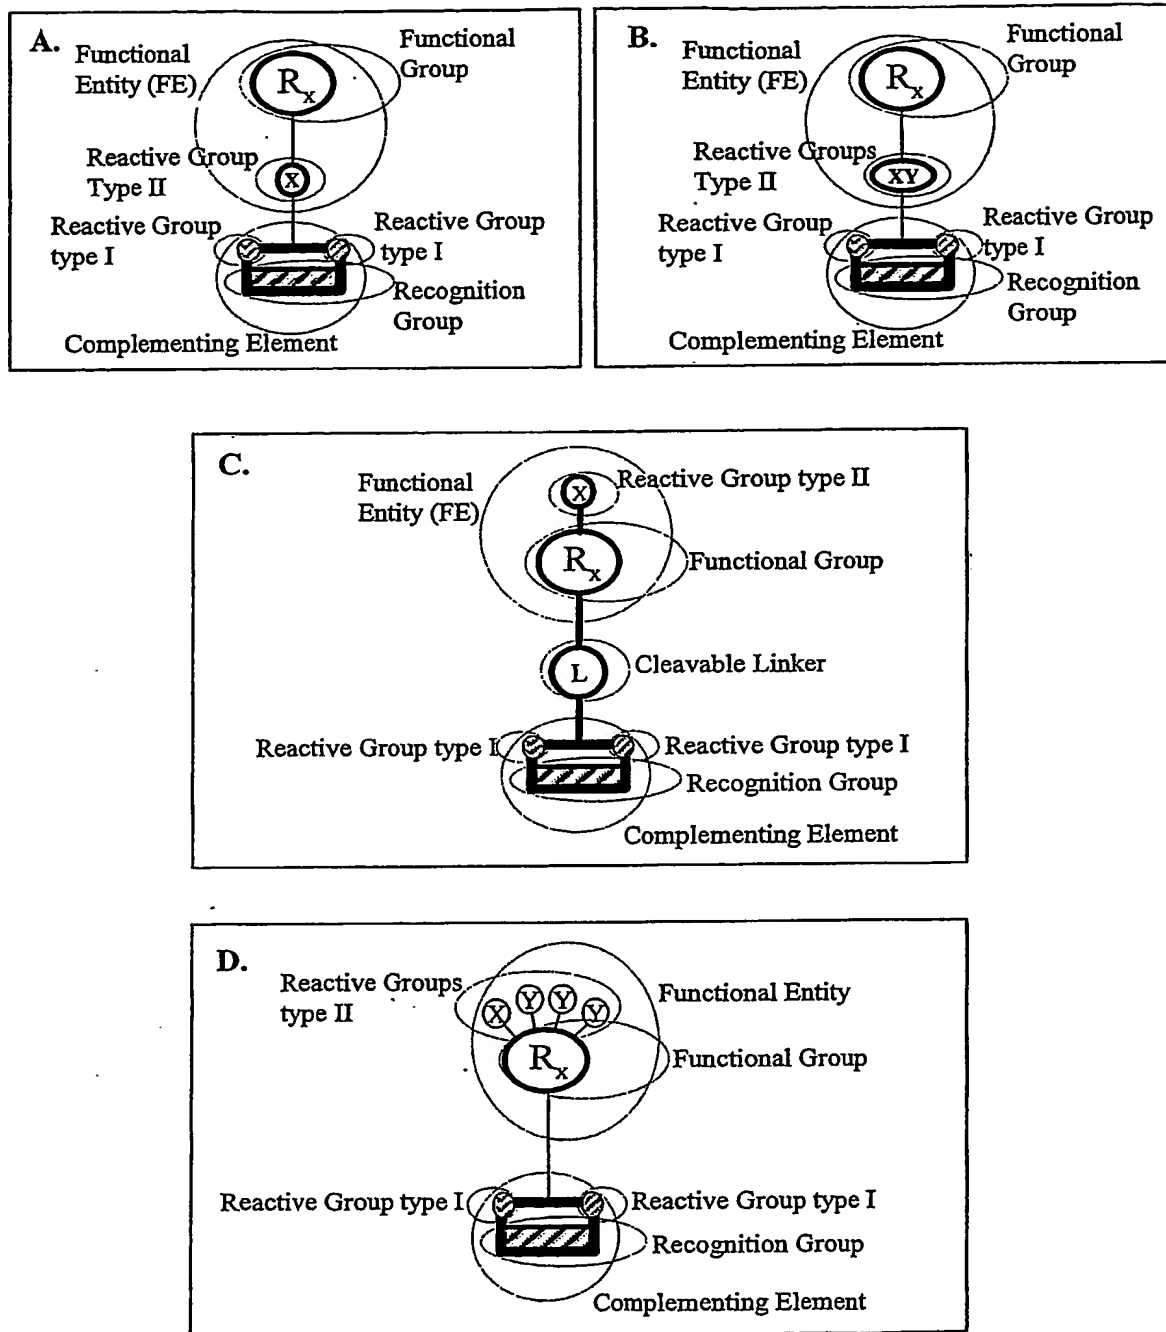 A.
Functional
Entity (FE)
Functional
Group
Rx
Reactive Group
Type II
X
Reactive Group
type I
Reactive Group
type I
Recognition
Group
Complementing Element
B.
Functional
Entity (FE)
Functional
Group
Rx
Reactive Groups
Type II
XY
Reactive Group
type I
Reactive Group
type I
Recognition
Group
Complementing Element
C.
Functional
Entity (FE)
X
Reactive Group type II
Rx
Functional Group
L
Cleavable Linker
Reactive Group type I
Reactive Group type I
Recognition Group
Complementing Element
D.
Reactive Groups
type II
X Y Y Y
Functional Entity
Rx
Functional Group
Reactive Group type I
Reactive Group type I
Recognition Group
Complementing Element